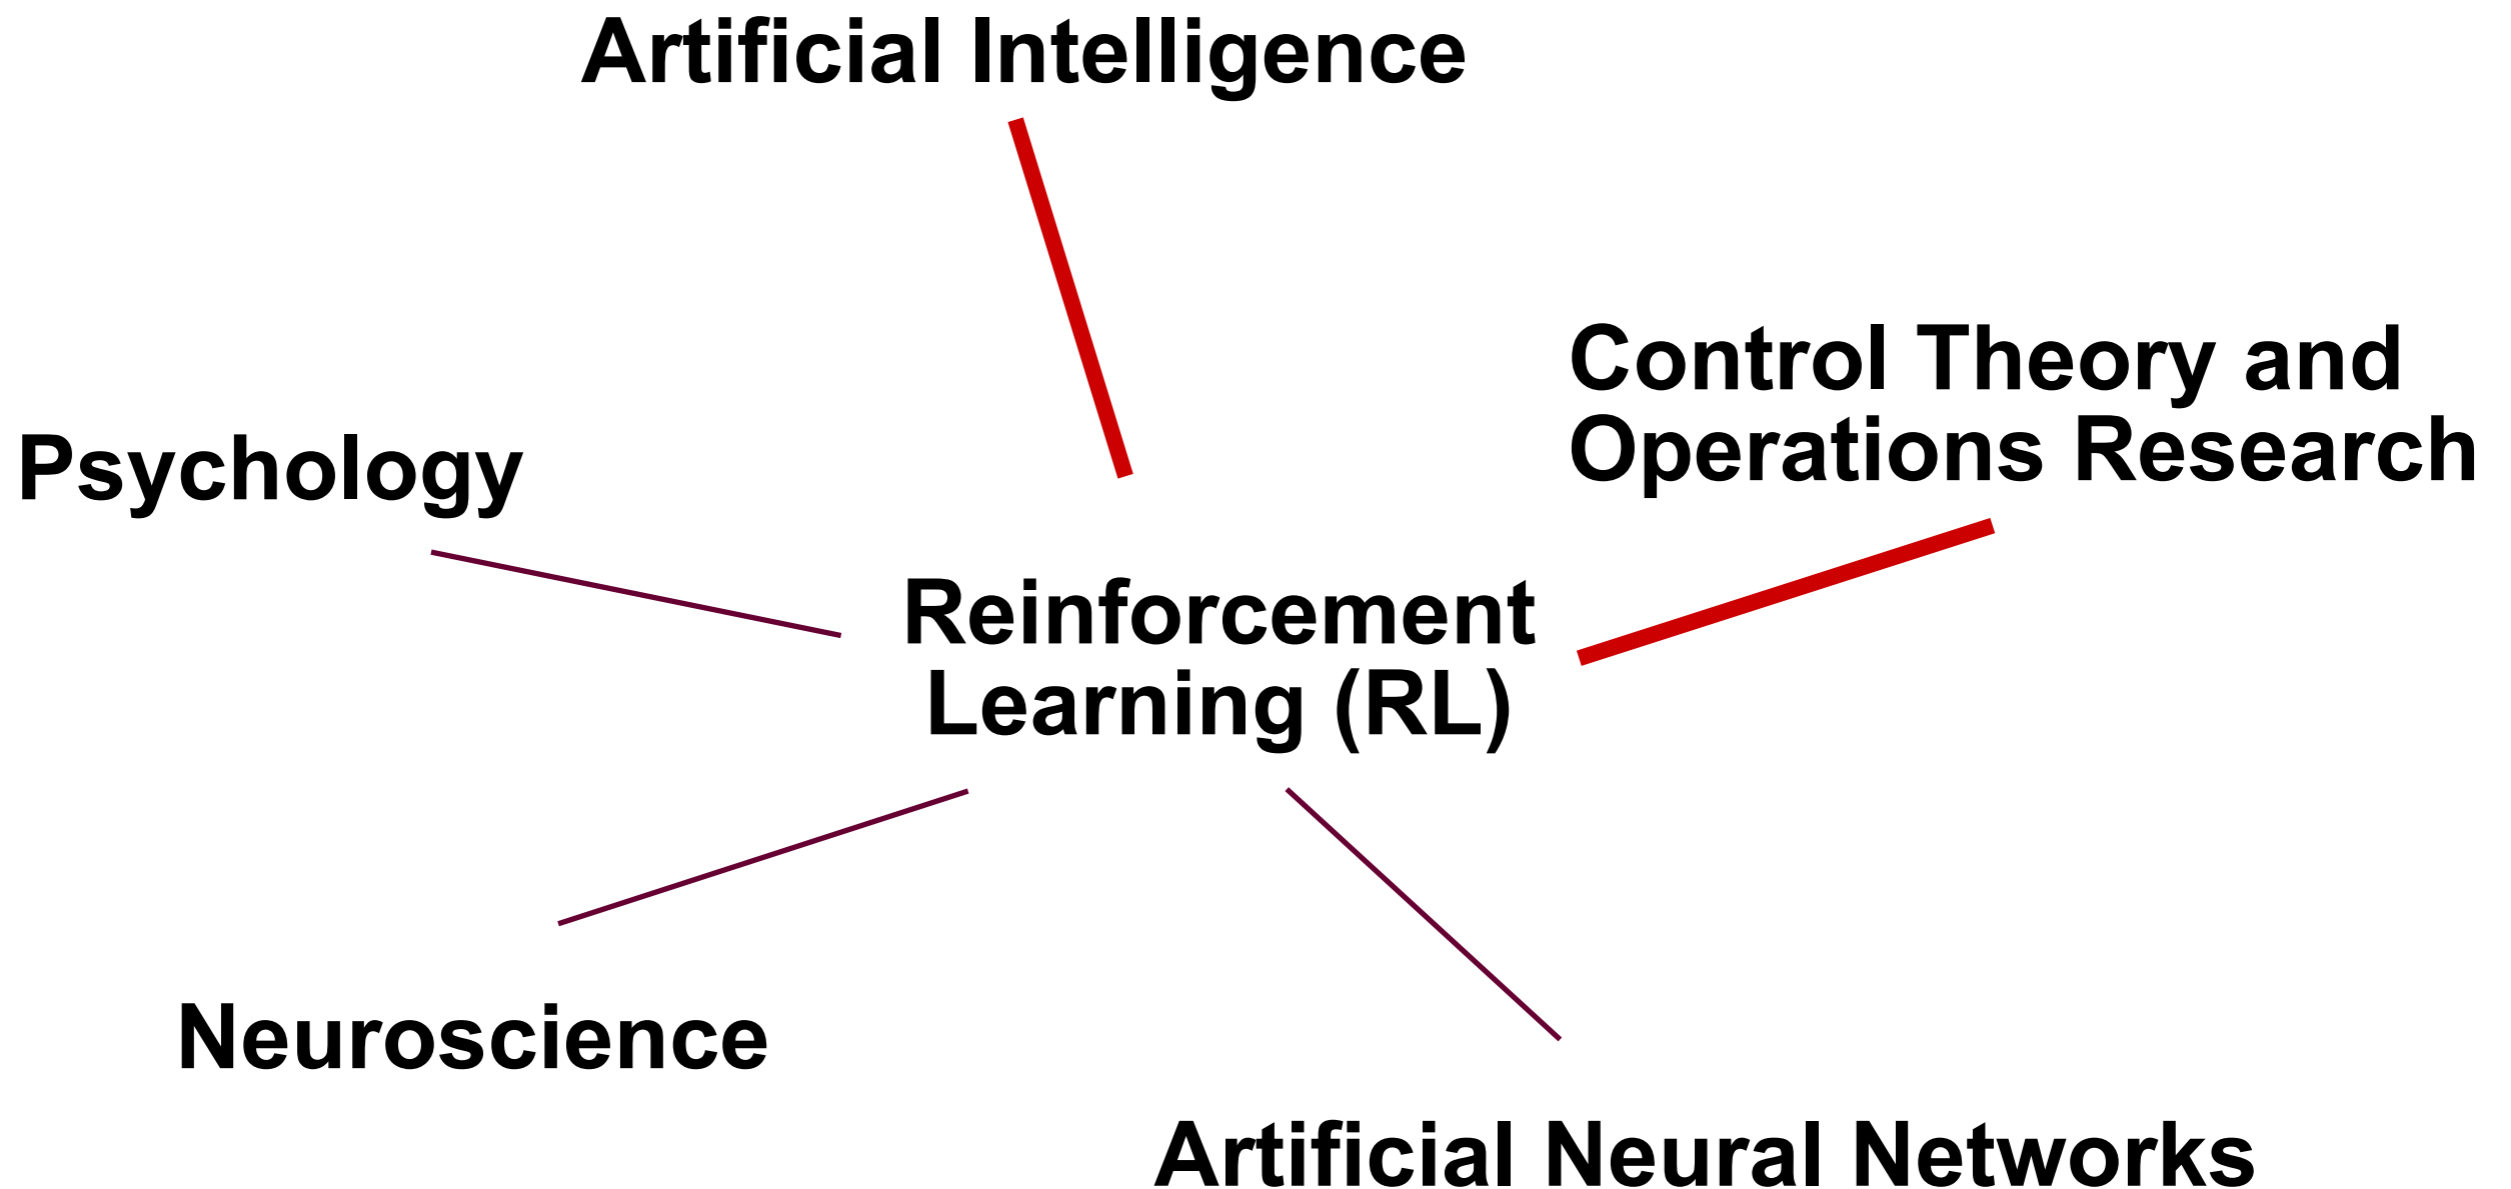 Artificial Intelligence
Control Theory and
Operations Research
Psychology
Reinforcement
Learning (RL)
Neuroscience
Artificial Neural Networks